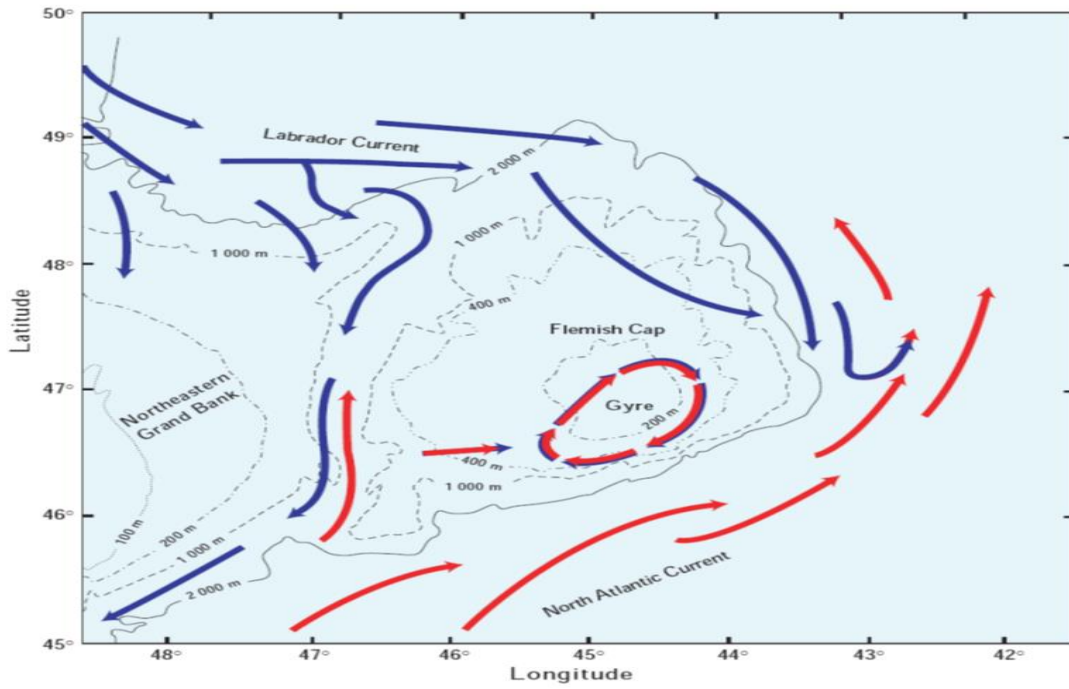 50°
49°
48°
47°
46°
45°
Latitude
Labrador Current
2 000 m
1 000 m
1 000 m
400 m
Flemish Cap
Northeastern
Grand Bank
Gyre
200 m
400 m
1 000 m
100 m
200 m
1 000 m
2 000 m
North Atlantic Current
48°
47°
46°
45°
44°
43°
42°
Longitude